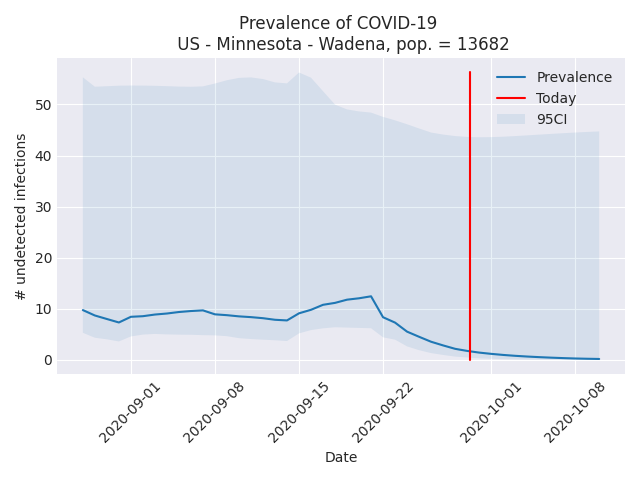 Prevalence of COVID-19
US - Minnesota - Wadena, pop. = 13682
Prevalence
Today
95CI
# undetected infections
50
40
30
20
10
0
2020-09-01
2020-09-08
2020-09-15
2020-09-22
2020-10-01
2020-10-08
Date